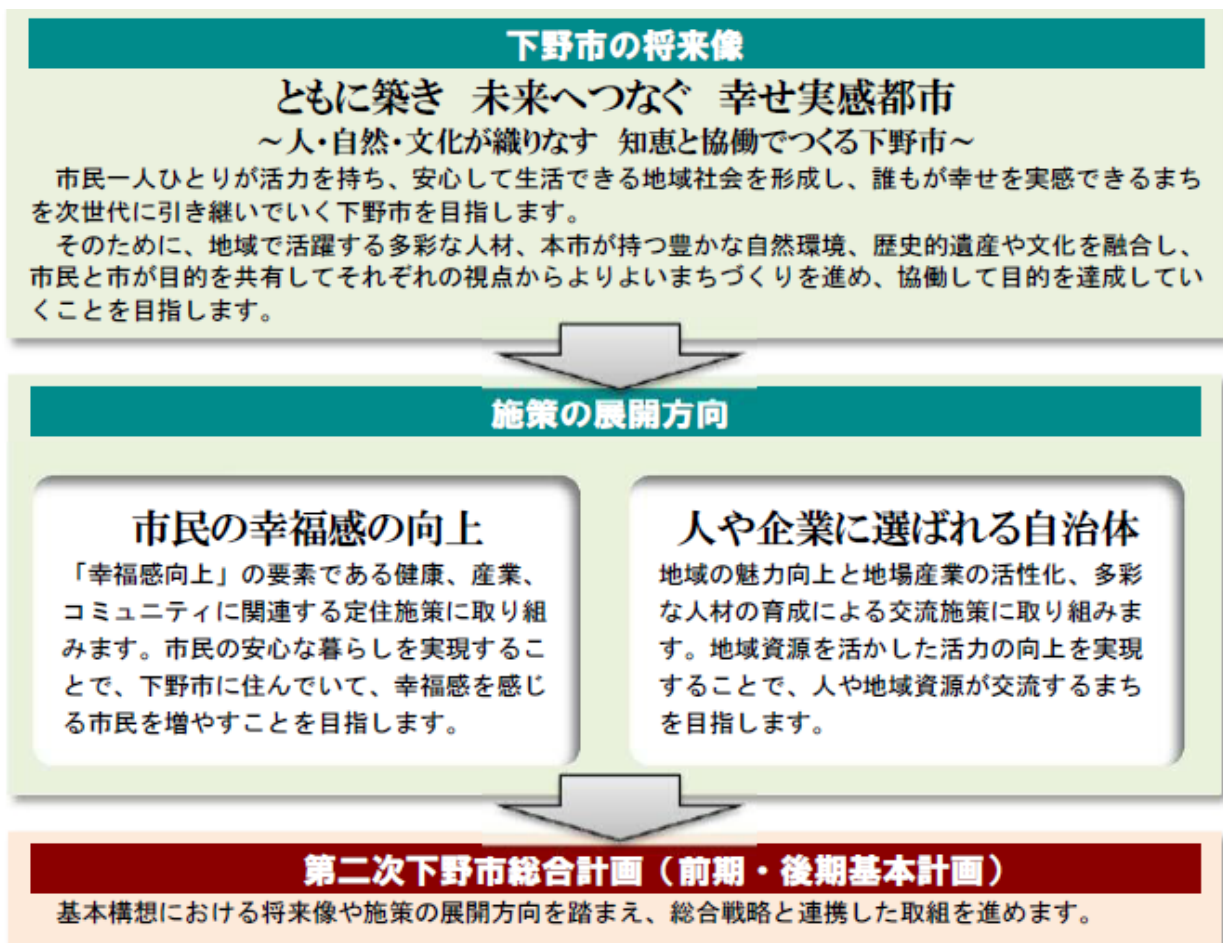 下野市の将来像
ともに築き 未来へつなぐ 幸せ実感都市
～人・自然・文化が織りなす 知恵と協働でつくる下野市～
市民一人ひとりが活力を持ち、安心して生活できる地域社会を形成し、誰もが幸せを実感できるまち
を次世代に引き継いでいく下野市を目指します。
そのために、地域で活躍する多彩な人材、本市が持つ豊かな自然環境、歴史的遺産や文化を融合し、
市民と市が目的を共有してそれぞれの視点からよりよいまちづくりを進め、協働して目的を達成してい
くことを目指します。
施策の展開方向
市民の幸福感の向上
「幸福感向上」の要素である健康、産業、
コミュニティに関連する定住施策に取り組
みます。市民の安心な暮らしを実現するこ
とで、下野市に住んでいて、幸福感を感じ
る市民を増やすことを目指します。
人や企業に選ばれる自治体
地域の魅力向上と地場産業の活性化、多彩
な人材の育成による交流施策に取り組みま
す。地域資源を活かした活力の向上を実現
することで、人や地域資源が交流するまち
を目指します。
第二次下野市総合計画（前期・後期基本計画）
基本構想における将来像や施策の展開方向を踏まえ、総合戦略と連携した取組を進めます。